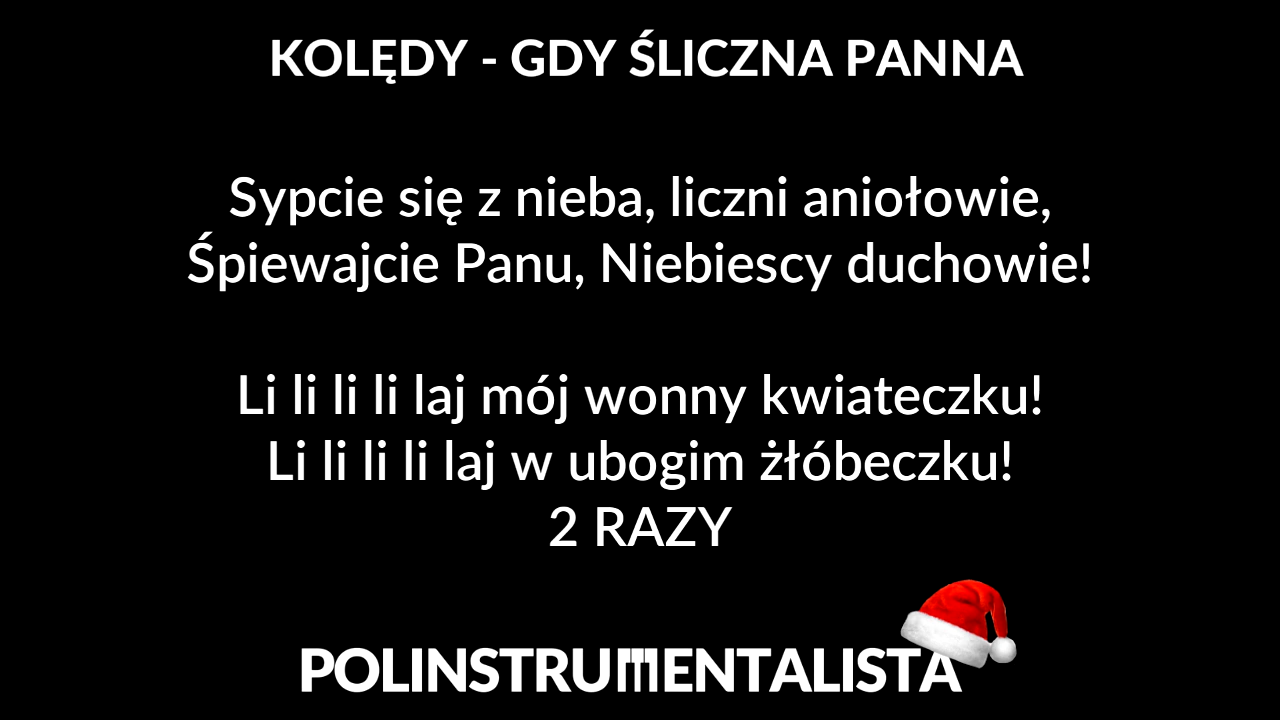 KOLĘDY - GDY ŚLICZNA PANNA
Sypcie się z nieba, liczni aniołowie,
Śpiewajcie Panu, Niebiescy duchowie!
Li li li li laj mój wonny kwiateczku!
Li li li li laj w ubogim żłóbeczku!
2 RAZY
POLINSTRUMENTALISTA